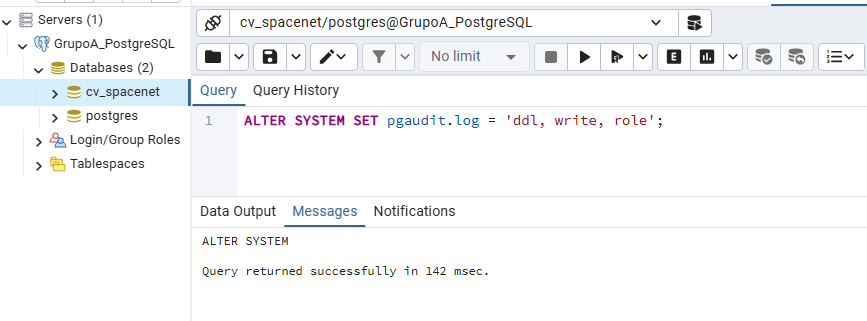 Servers (1)
GrupoA_PostgreSQL
Databases (2)
cv_spacenet
postgres
Login/Group Roles
Tablespaces
cv_spacenet/postgres@GrupoA_PostgreSQL
No limit
E
Query Query History
1 ALTER SYSTEM SET pgaudit.log = 'ddl, write, role';
Data Output Messages Notifications
ALTER SYSTEM
Query returned successfully in 142 msec.